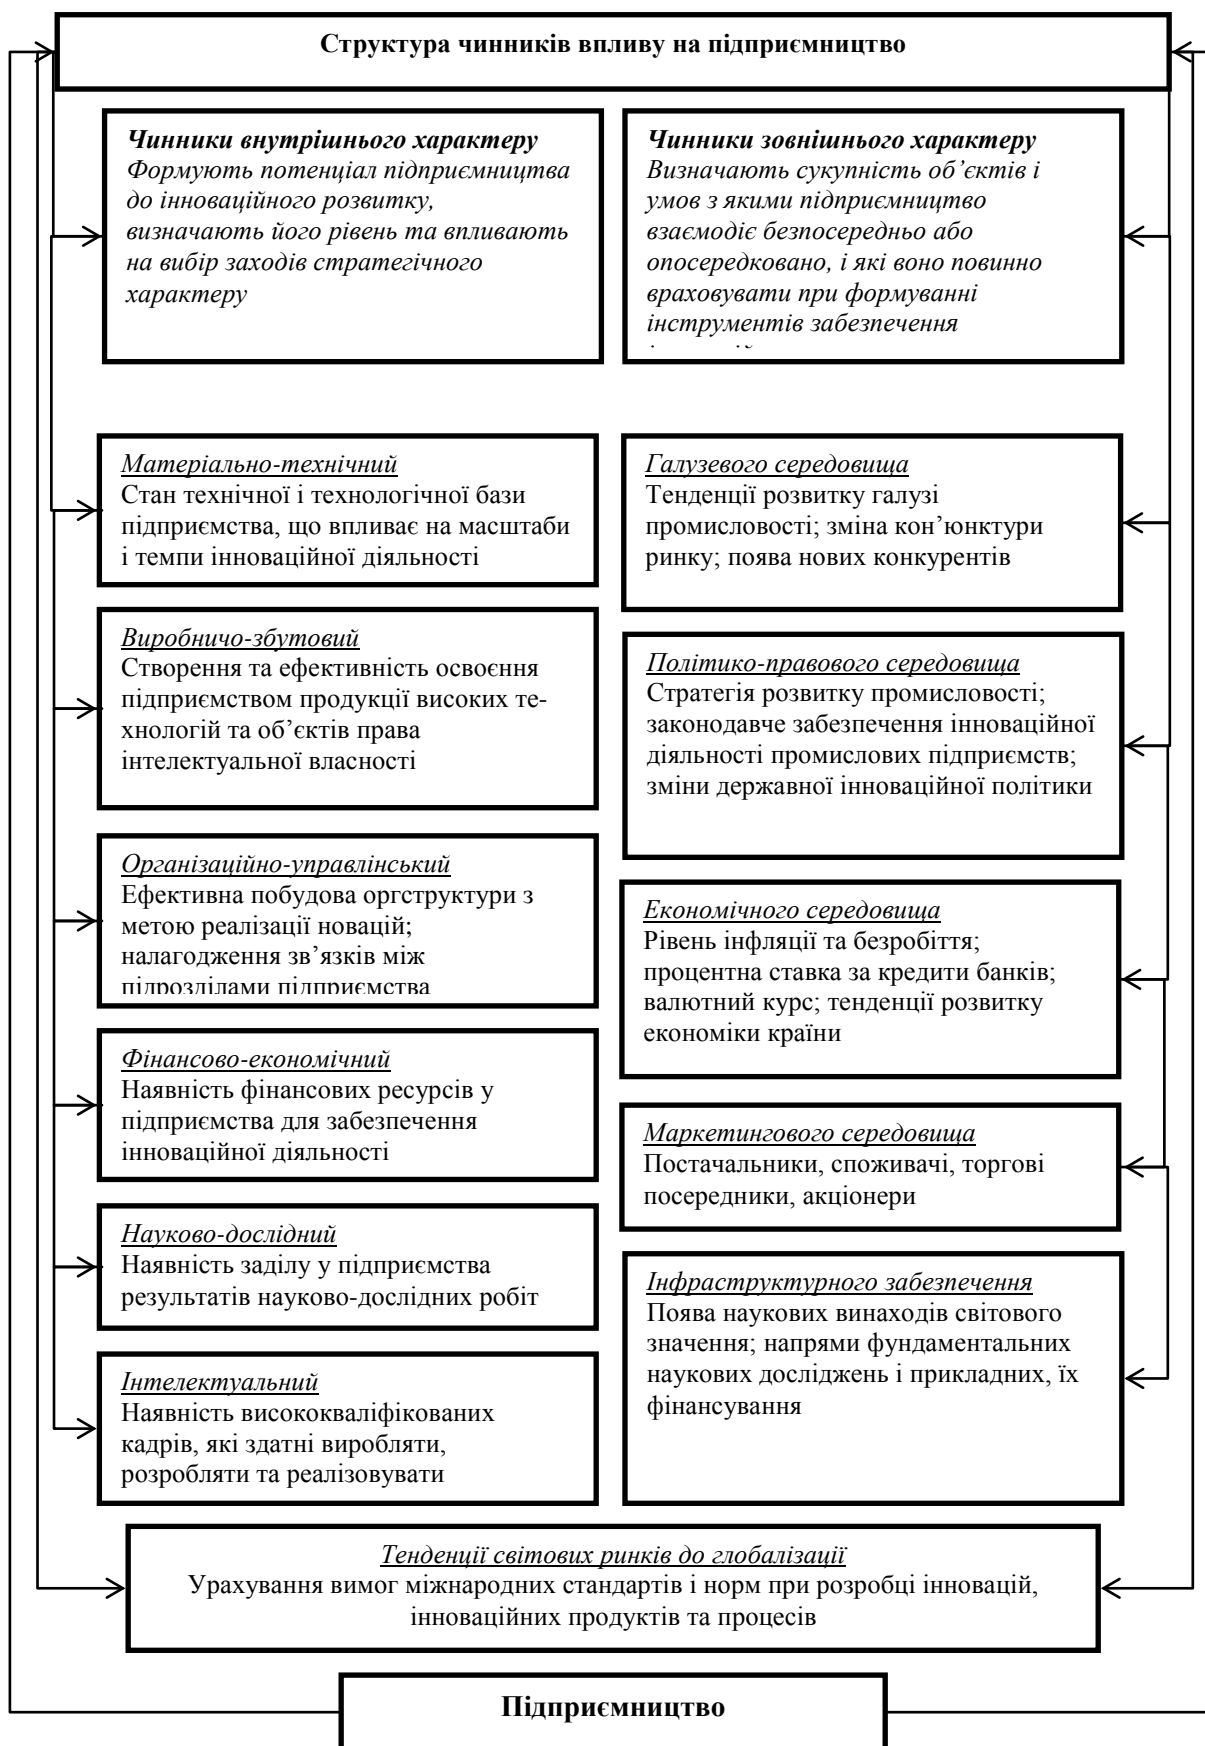 Структура чинників впливу на підприємництво
Чинники внутрішнього характеру
Формують потенціал підприємництва
до інноваційного розвитку,
визначають його рівень та впливають
на вибір заходів стратегічного
характеру
Чинники зовнішнього характеру
Визначають сукупність об’єктів і
умов з якими підприємництво
взаємодіє безпосередньо або
опосередковано, і які воно повинно
враховувати при формуванні
інструментів забезпечення
Матеріально-технічний
Стан технічної і технологічної бази
підприємства, що впливає на масштаби
і темпи інноваційної діяльності
Виробничо-збутовий
Створення та ефективність освоєння
підприємством продукції високих те-
хнологій та об’єктів права
інтелектуальної власності
Організаційно-управлінський
Ефективна побудова оргструктури з
метою реалізації новацій;
налагодження зв’язків між
підрозділами підприємства
Фінансово-економічний
Наявність фінансових ресурсів у
підприємства для забезпечення
інноваційної діяльності
Науково-дослідний
Наявність заділу у підприємства
результатів науково-дослідних робіт
Інтелектуальний
Наявність висококваліфікованих
кадрів, які здатні виробляти,
розробляти та реалізовувати
Галузевого середовища
Тенденції розвитку галузі
промисловості; зміна кон’юнктури
ринку; поява нових конкурентів
Політико-правового середовища
Стратегія розвитку промисловості;
законодавче забезпечення інноваційної
діяльності промислових підприємств;
зміни державної інноваційної політики
Економічного середовища
Рівень інфляції та безробіття;
процентна ставка за кредити банків;
валютний курс; тенденції розвитку
економіки країни
Маркетингового середовища
Постачальники, споживачі, торгові
посередники, акціонери
Інфраструктурного забезпечення
Поява наукових винаходів світового
значення; напрями фундаментальних
наукових досліджень і прикладних, їх
фінансування
Тенденції світових ринків до глобалізації
Урахування вимог міжнародних стандартів і норм при розробці інновацій,
інноваційних продуктів та процесів
Підприємництво